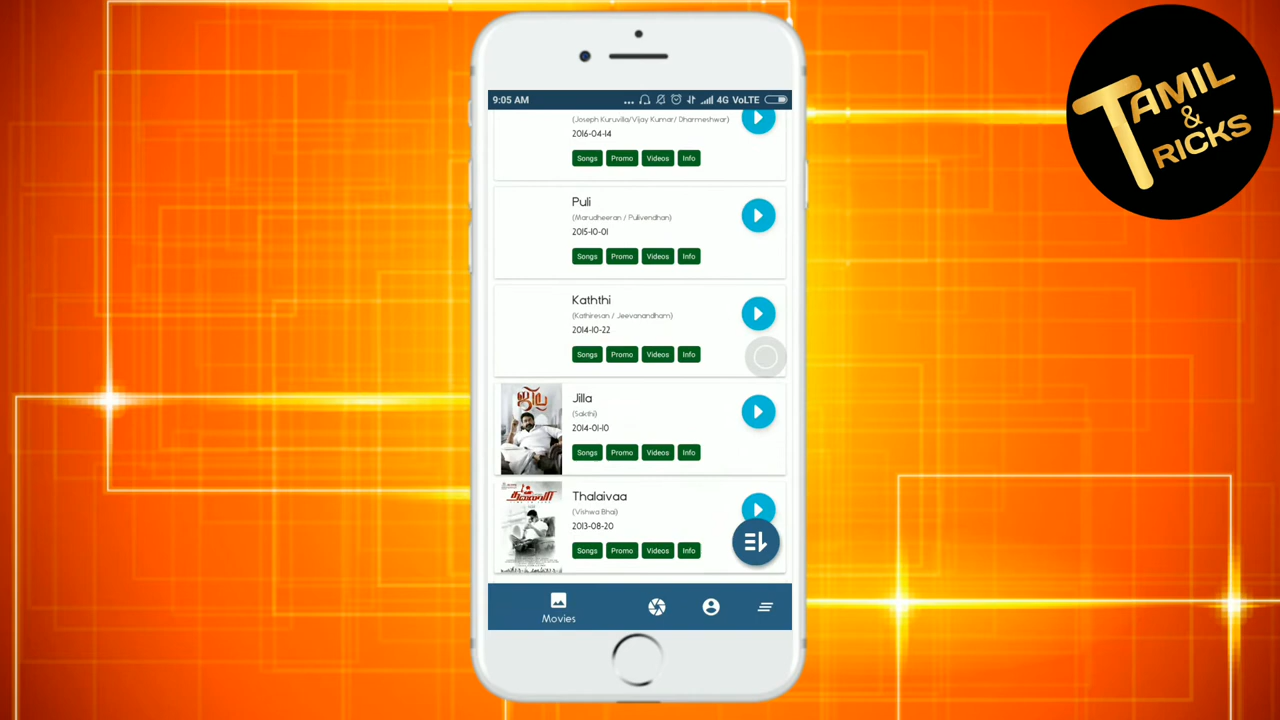 TAMIL
&
TRICKS
9:05 AM
... 4G VoLTE
(Joseph Kuruvilla/Vijay Kumar/ Dharmeshwar)
2016-04-14
Songs Promo Videos Info
Puli
(Marudheeran / Pulivendhan)
2015-10-01
Songs Promo Videos Info
Kaththi
(Kathiresan / Jeevanandham)
2014-10-22
Songs Promo Videos Info
Jilla
(Sakthi)
2014-01-10
Songs Promo Videos Info
Thalaivaa
(Vishwa Bhai)
2013-08-20
Songs Promo Videos Info
Movies